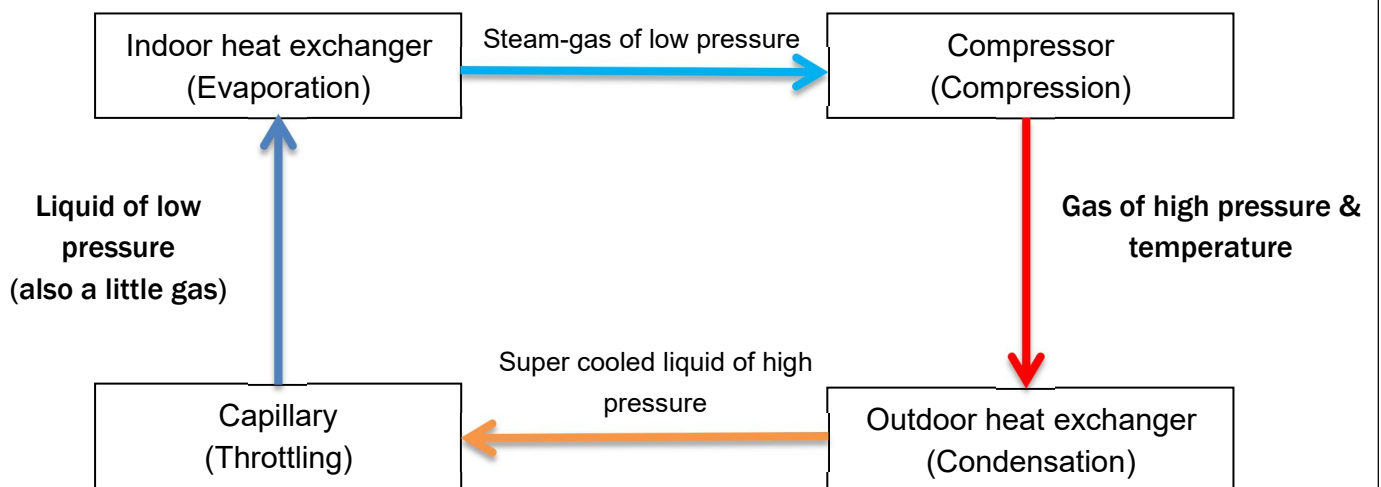 Indoor heat exchanger
(Evaporation)
Steam-gas of low pressure
Compressor
(Compression)
Liquid of low
pressure
(also a little gas)
Gas of high pressure &
temperature
Super cooled liquid of high
pressure
Capillary
(Throttling)
Outdoor heat exchanger
(Condensation)